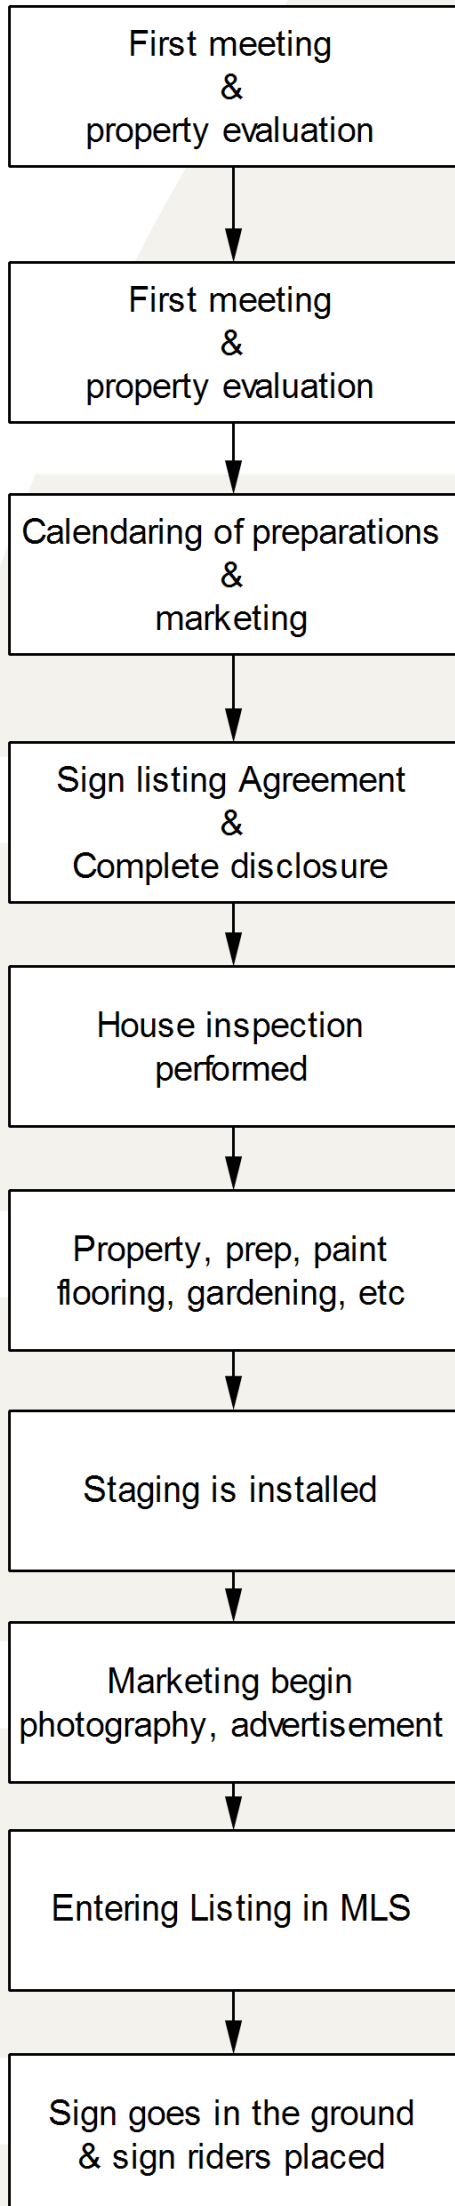 First meeting
&
property evaluation
First meeting
&
property evaluation
Calendaring of preparations
&
marketing
Sign listing Agreement
&
Complete disclosure
House inspection
performed
Property, prep, paint
flooring, gardening, etc
Staging is installed
Marketing begin
photography, advertisement
Entering Listing in MLS
Sign goes in the ground
& sign riders placed